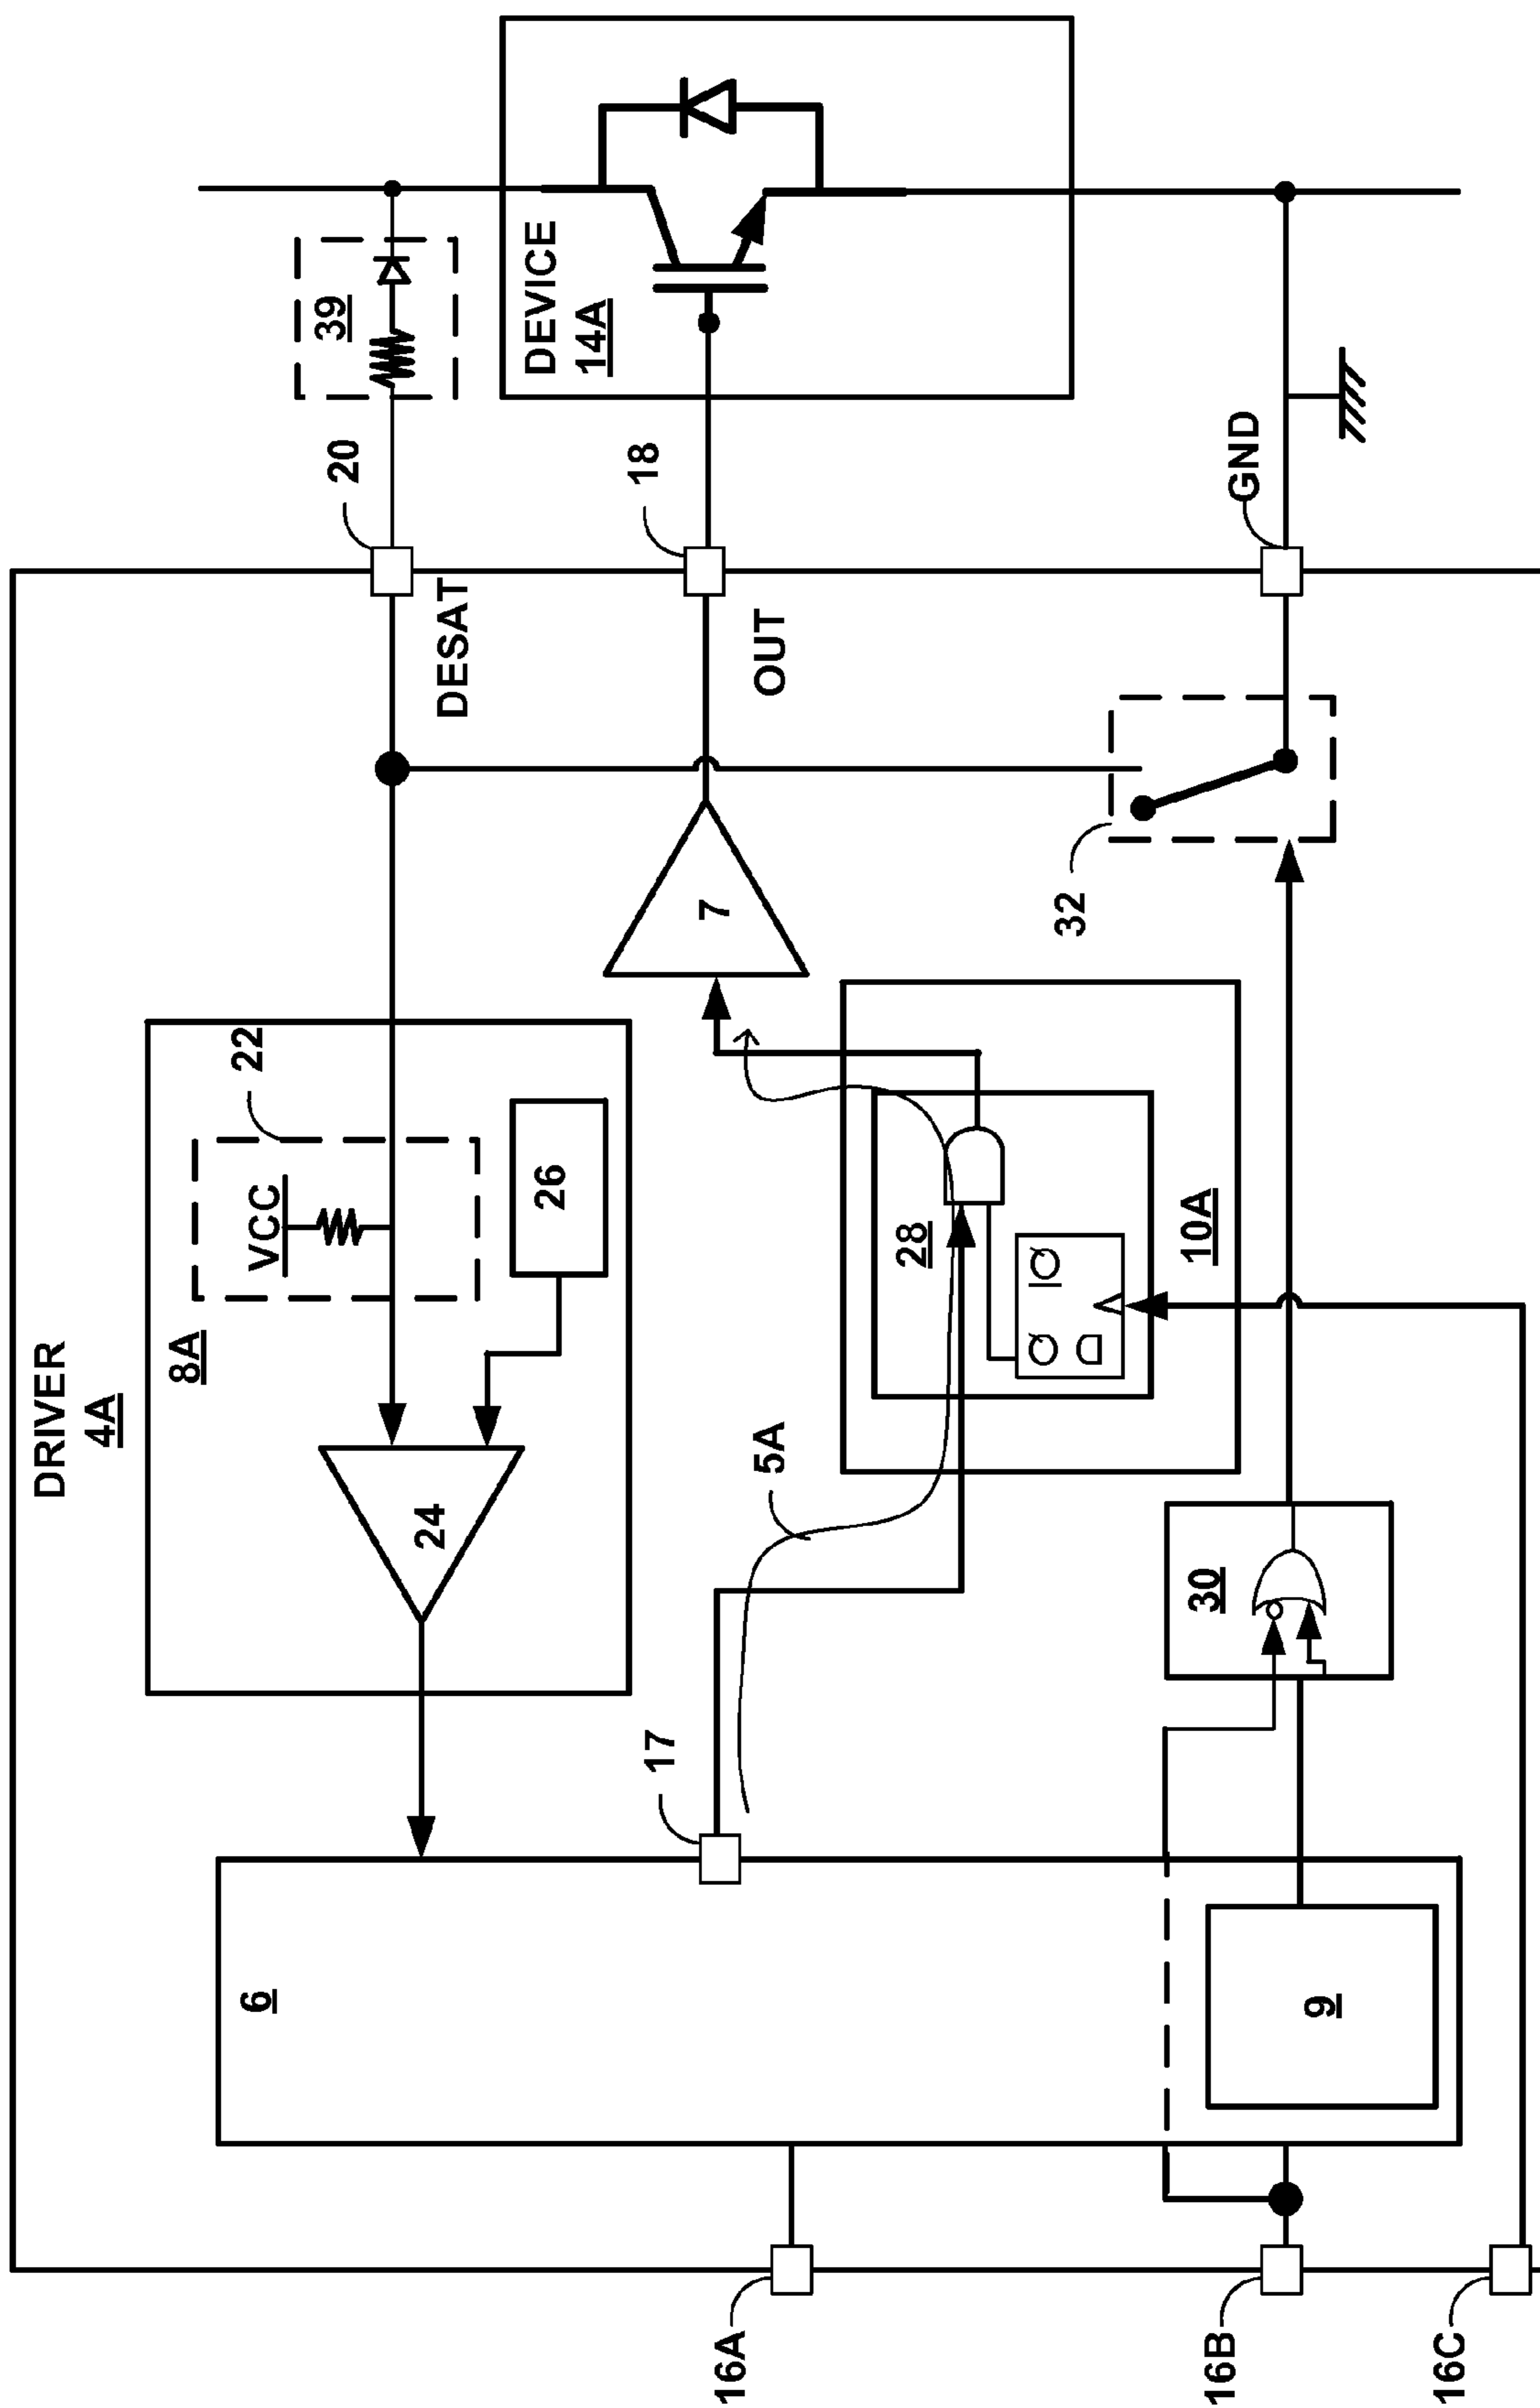 DRIVER
4A
8A
22
VCC
26
24
20
39
DESAT
DEVICE
14A
18
OUT
7
17
6
5A
28
Q
Q
D
10A
32
30
9
GND
16A
16B
16C